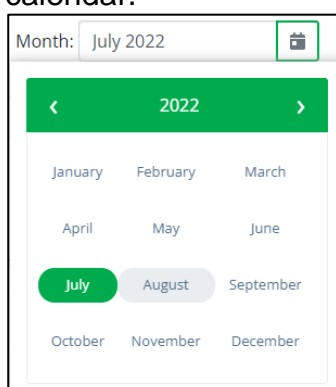 calendar.
Month: July 2022
‹ 2022 ›
January February March
April May June
July August September
October November December